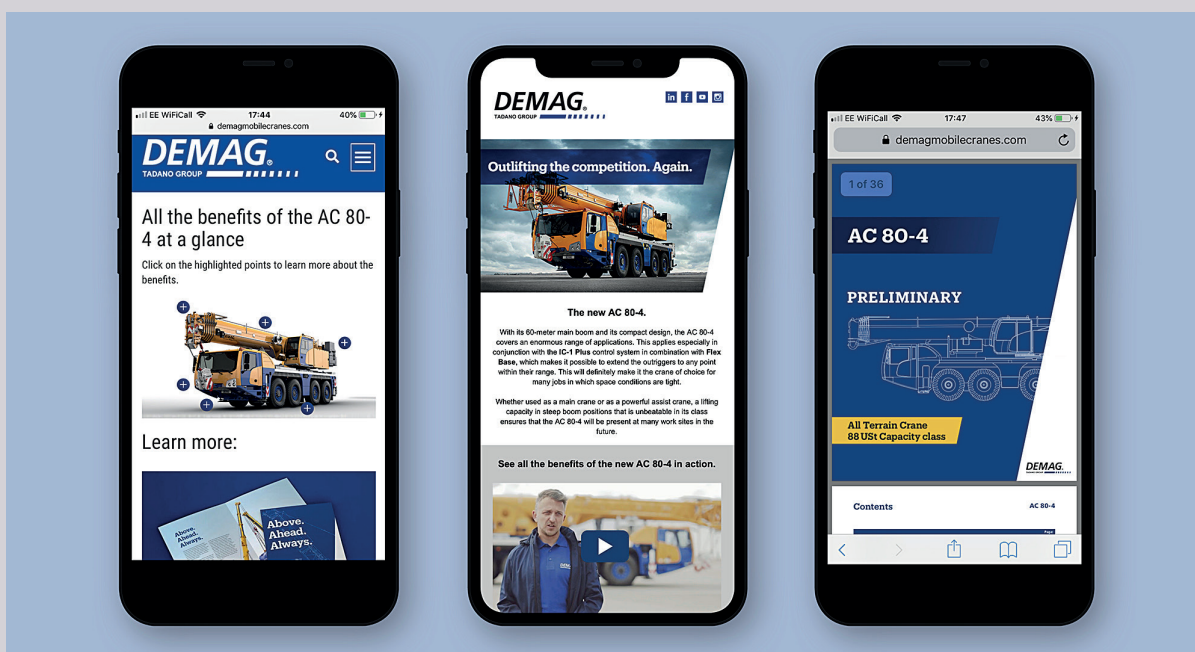 EE WiFiCall 17:44 40%
demagmobilecranes.com
DEMAG®
TADANO GROUP
All the benefits of the AC 80-
4 at a glance
Click on the highlighted points to learn more about the
benefits.
Learn more:
Above.
Ahead.
Always.
Above.
Ahead.
Always.
DEMAG®
TADANO GROUP
in f
Outlifting the competition. Again.
The new AC 80-4.
With its 60-meter main boom and its compact design, the AC 80-4
covers an enormous range of applications. This applies especially in
conjunction with the IC-1 Plus control system in combination with Flex
Base, which makes it possible to extend the outriggers to any point
within their range. This will definitely make it the crane of choice for
many jobs in which space conditions are tight.
Whether used as a main crane or as a powerful assist crane, a lifting
capacity in steep boom positions that is unbeatable in its class
ensures that the AC 80-4 will be present at many work sites in the
future.
See all the benefits of the new AC 80-4 in action.
EE WiFiCall 17:47 43%
demagmobilecranes.com
1 of 36
AC 80-4
PRELIMINARY
All Terrain Crane
88 USt Capacity class
DEMAG®
Contents AC 80-4
Page